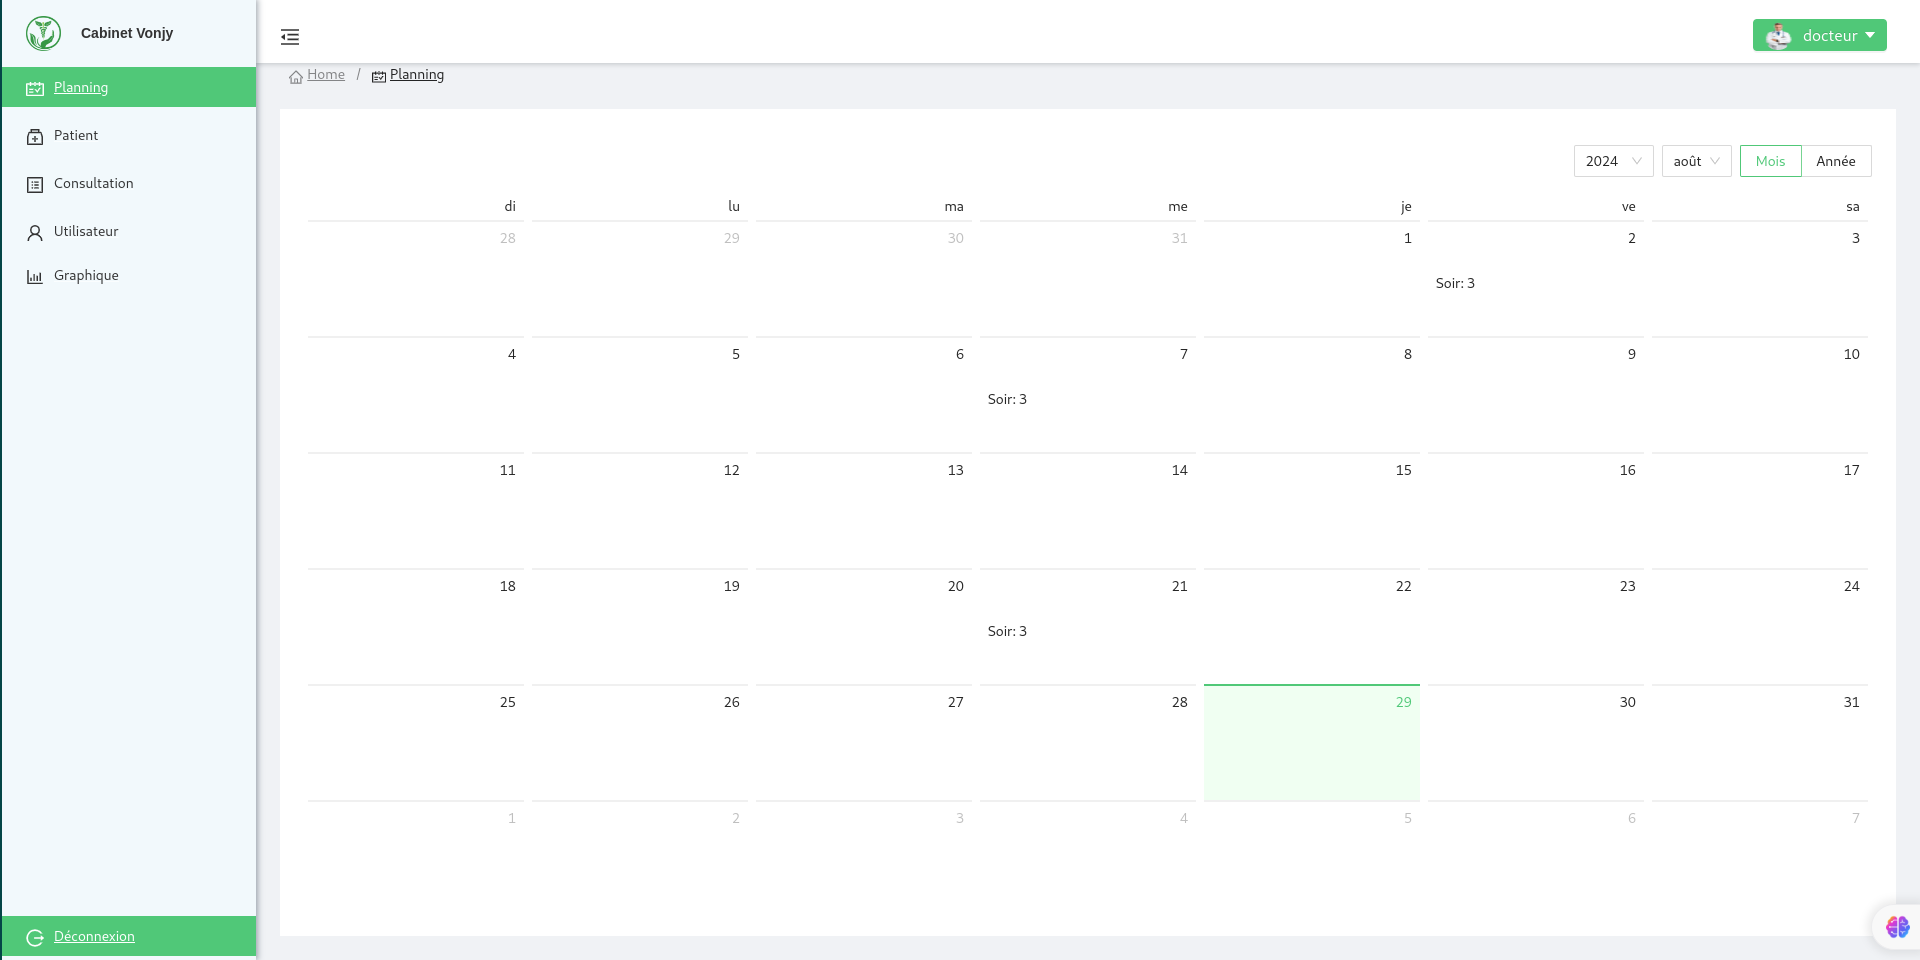 Cabinet Vonjy
docteur
Planning
Patient
Consultation
Utilisateur
Graphique
Déconnexion
Home / Planning
2024 août Mois Année
di lu ma me je ve sa
28 29 30 31 1 2 3
Soir: 3
4 5 6 7 8 9 10
Soir: 3
11 12 13 14 15 16 17
18 19 20 21 22 23 24
Soir: 3
25 26 27 28 29 30 31
1 2 3 4 5 6 7